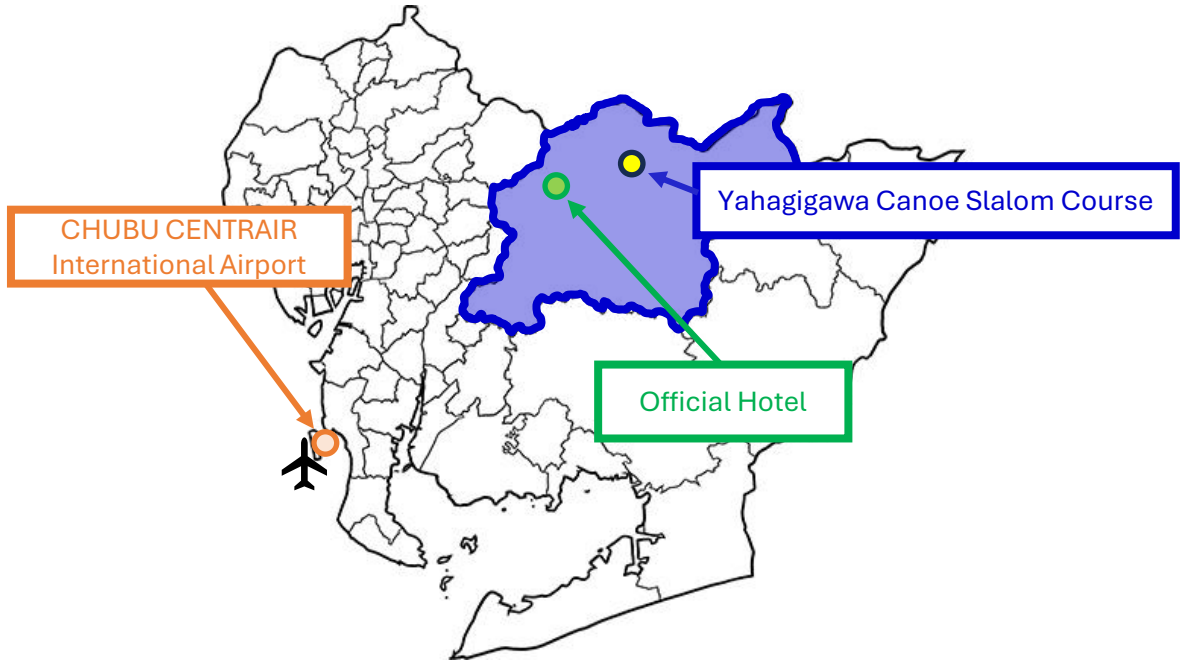 CHUBU CENTRAIR
International Airport
Yahagigawa Canoe Slalom Course
Official Hotel